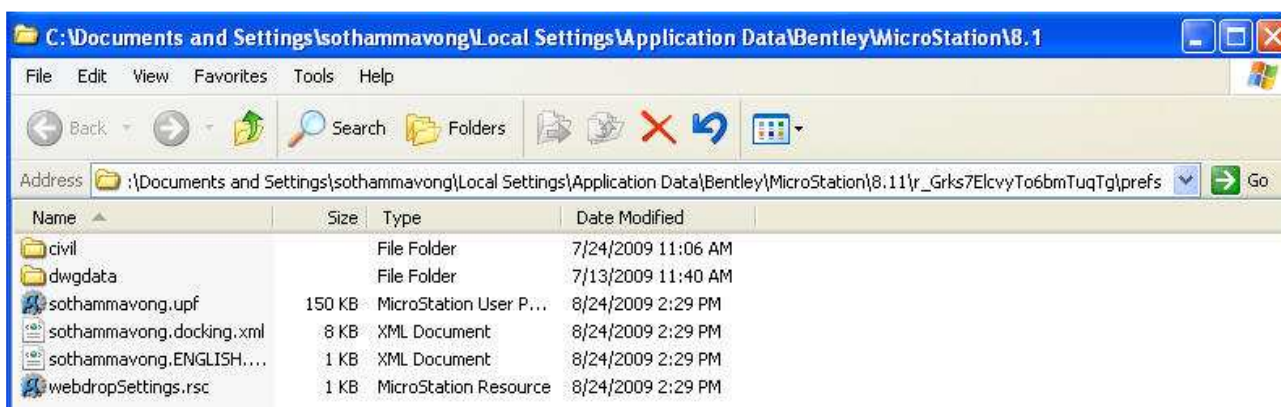 C:\Documents and Settings\sothammavong\Local Settings\Application Data\Bentley\MicroStation\8.1
File Edit View Favorites Tools Help
Back Search Folders
Address :\Documents and Settings\sothammavong\Local Settings\Application Data\Bentley\MicroStation\8.11\r_Grks7ElcvyTo6bmTuqTg\prefs Go
Name Size Type Date Modified
civil File Folder 7/24/2009 11:06 AM
dwgdata File Folder 7/13/2009 11:40 AM
sothammavong.upf 150 KB MicroStation User P... 8/24/2009 2:29 PM
sothammavong.docking.xml 8 KB XML Document 8/24/2009 2:29 PM
sothammavong.ENGLISH.... 1 KB XML Document 8/24/2009 2:29 PM
webdropSettings.rsc 1 KB MicroStation Resource 8/24/2009 2:29 PM